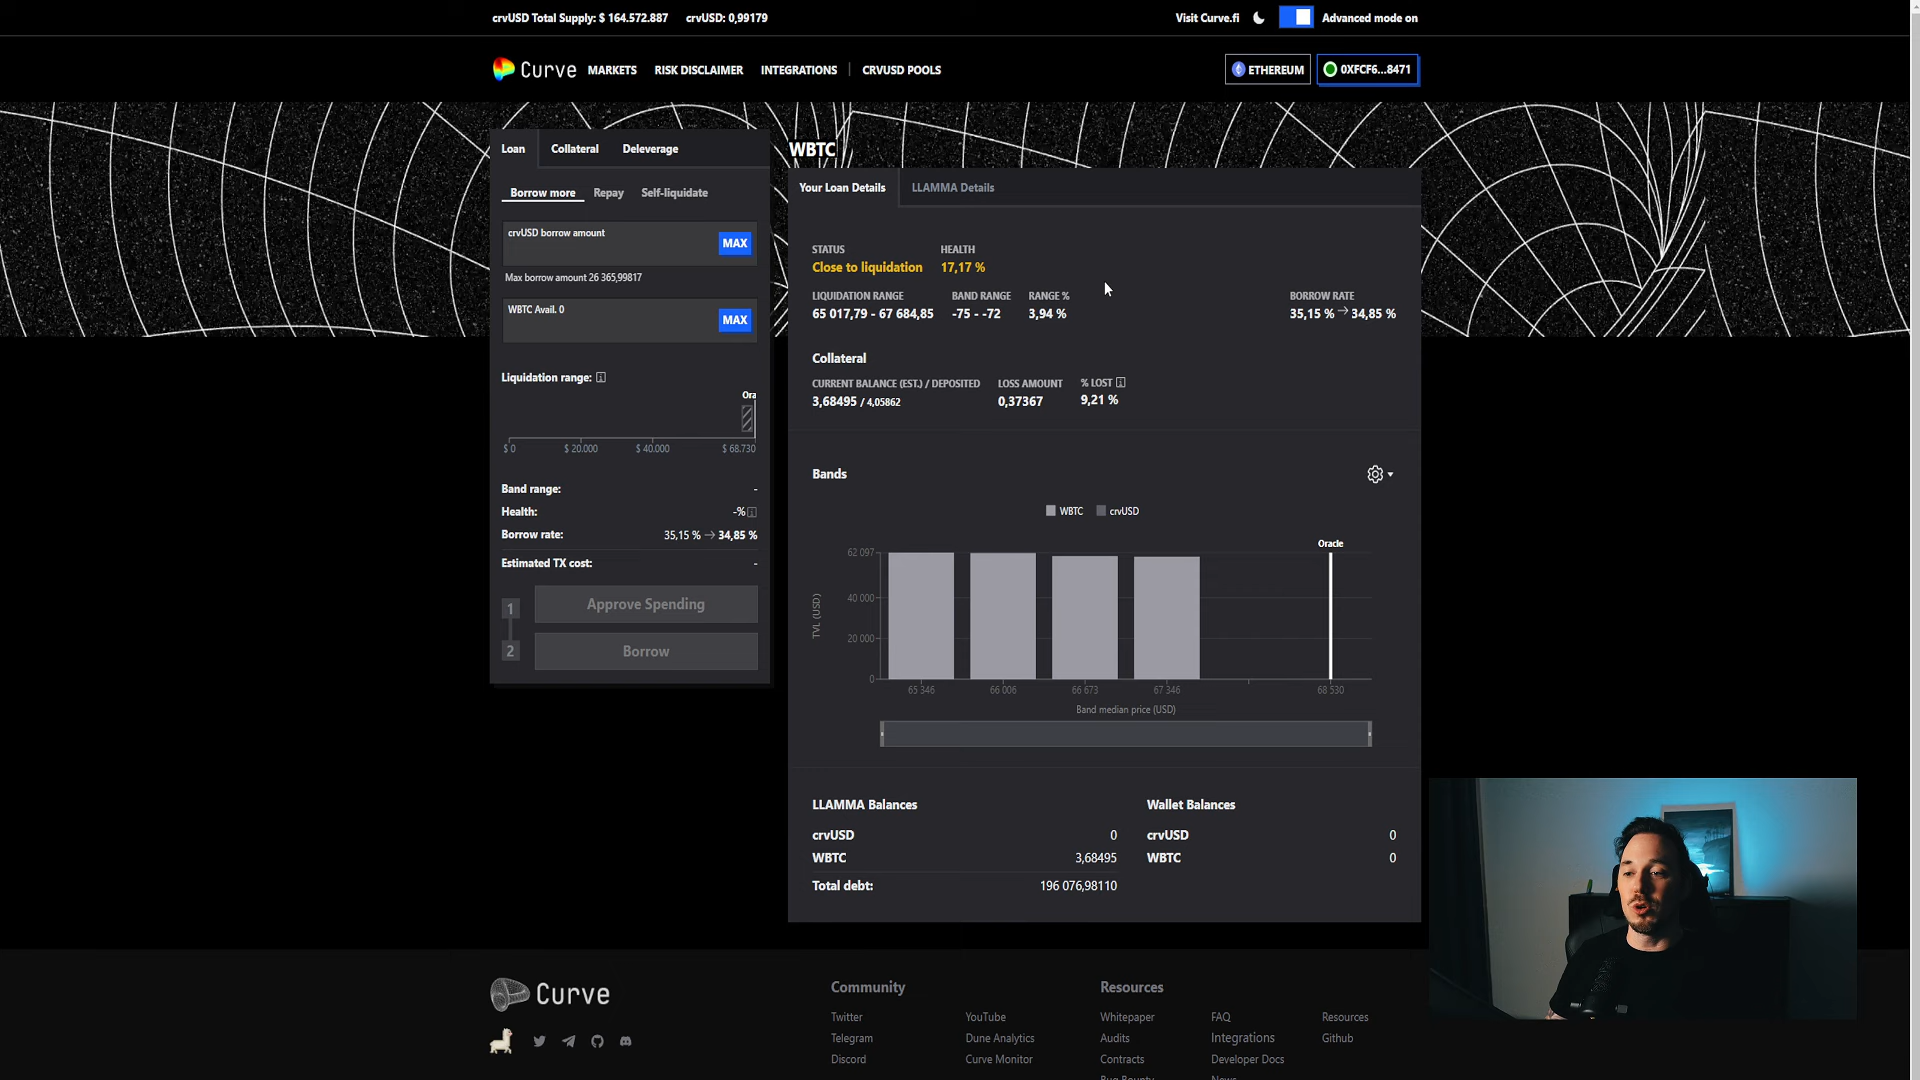 crvUSD Total Supply: $ 164.572.887
crvUSD: 0,99179
Visit Curve.fi
Advanced mode on
Curve
MARKETS
RISK DISCLAIMER
INTEGRATIONS
CRVUSD POOLS
ETHEREUM
0XFCF6...8471
Loan
Collateral
Deleverage
Borrow more
Repay
Self-liquidate
crvUSD borrow amount
MAX
Max borrow amount 26 365,99817
WBTC Avail. 0
MAX
Liquidation range:
Ora
$ 0
$ 20.000
$ 40.000
$ 68.730
Band range:
-
Health:
-%
Borrow rate:
35,15 % → 34,85 %
Estimated TX cost:
-
1
Approve Spending
2
Borrow
WBTC
Your Loan Details
LLAMMA Details
STATUS
HEALTH
Close to liquidation
17,17 %
LIQUIDATION RANGE
BAND RANGE
RANGE %
BORROW RATE
65 017,79 - 67 684,85
-75 - -72
3,94 %
35,15 % → 34,85 %
Collateral
CURRENT BALANCE (EST.) / DEPOSITED
LOSS AMOUNT
% LOST
3,68495 / 4,05862
0,37367
9,21 %
Bands
WBTC
crvUSD
Oracle
62 097
40 000
20 000
0
TVL (USD)
65 346
66 006
66 673
67 346
68 530
Band median price (USD)
LLAMMA Balances
Wallet Balances
crvUSD
0
crvUSD
0
WBTC
3,68495
WBTC
0
Total debt:
196 076,98110
Curve
Community
Resources
Twitter
YouTube
Whitepaper
FAQ
Resources
Telegram
Dune Analytics
Audits
Integrations
Github
Discord
Curve Monitor
Contracts
Developer Docs
Bug Bounty
News